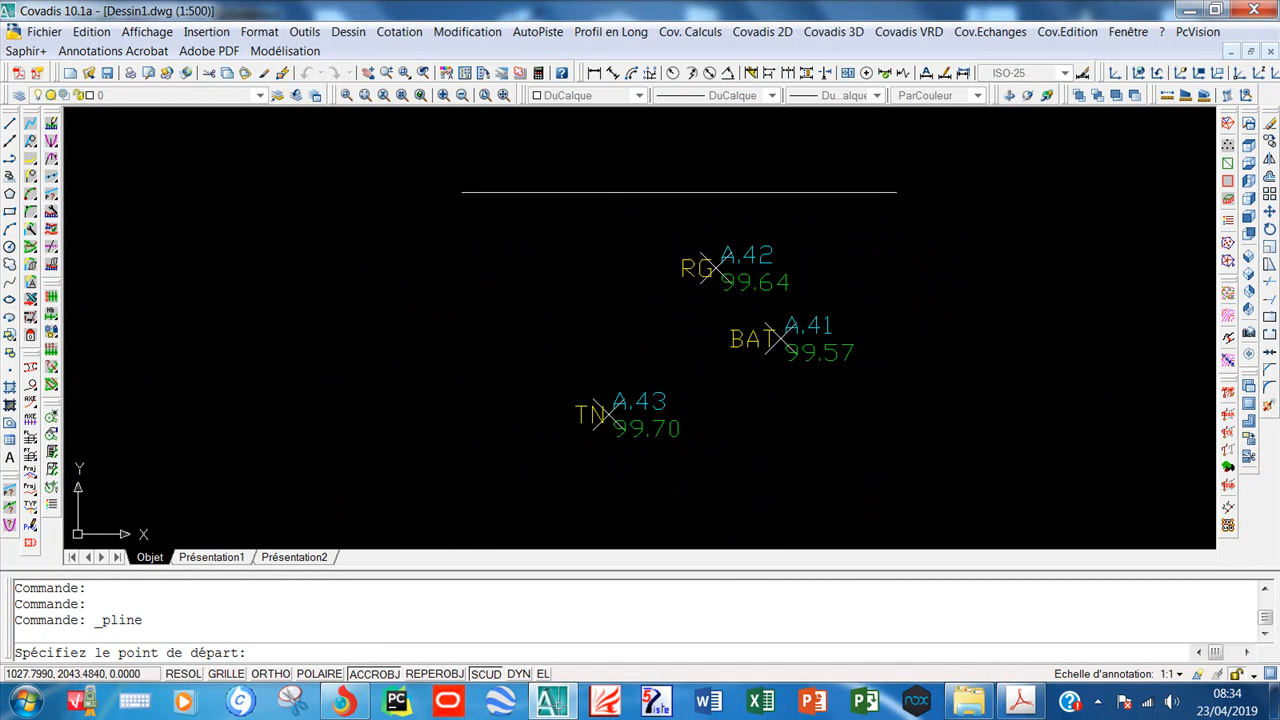 Covadis 10.1a - [Dessin1.dwg (1:500)]
Fichier Edition Affichage Insertion Format Outils Dessin Cotation Modification AutoPiste Profil en Long Cov. Calculs Covadis 2D Covadis 3D Covadis VRD Cov.Echanges Cov.Edition Fenêtre ? PcVision
Saphir+ Annotations Acrobat Adobe PDF Modélisation
ISO-25
0 DuCalque DuCalque Du...alque ParCouleur
A.42
RG
99.64
A.41
BAT
99.57
A.43
TN
99.70
Y
X
Objet Présentation1 Présentation2
Commande:
Commande:
Commande: _pline
Spécifiez le point de départ:
1027.7990, 2043.4840, 0.0000 RESOL GRILLE ORTHO POLAIRE ACCROBJ REPEROBJ SCUD DYN EL Echelle d'annotation: 1:1
08:34
23/04/2019